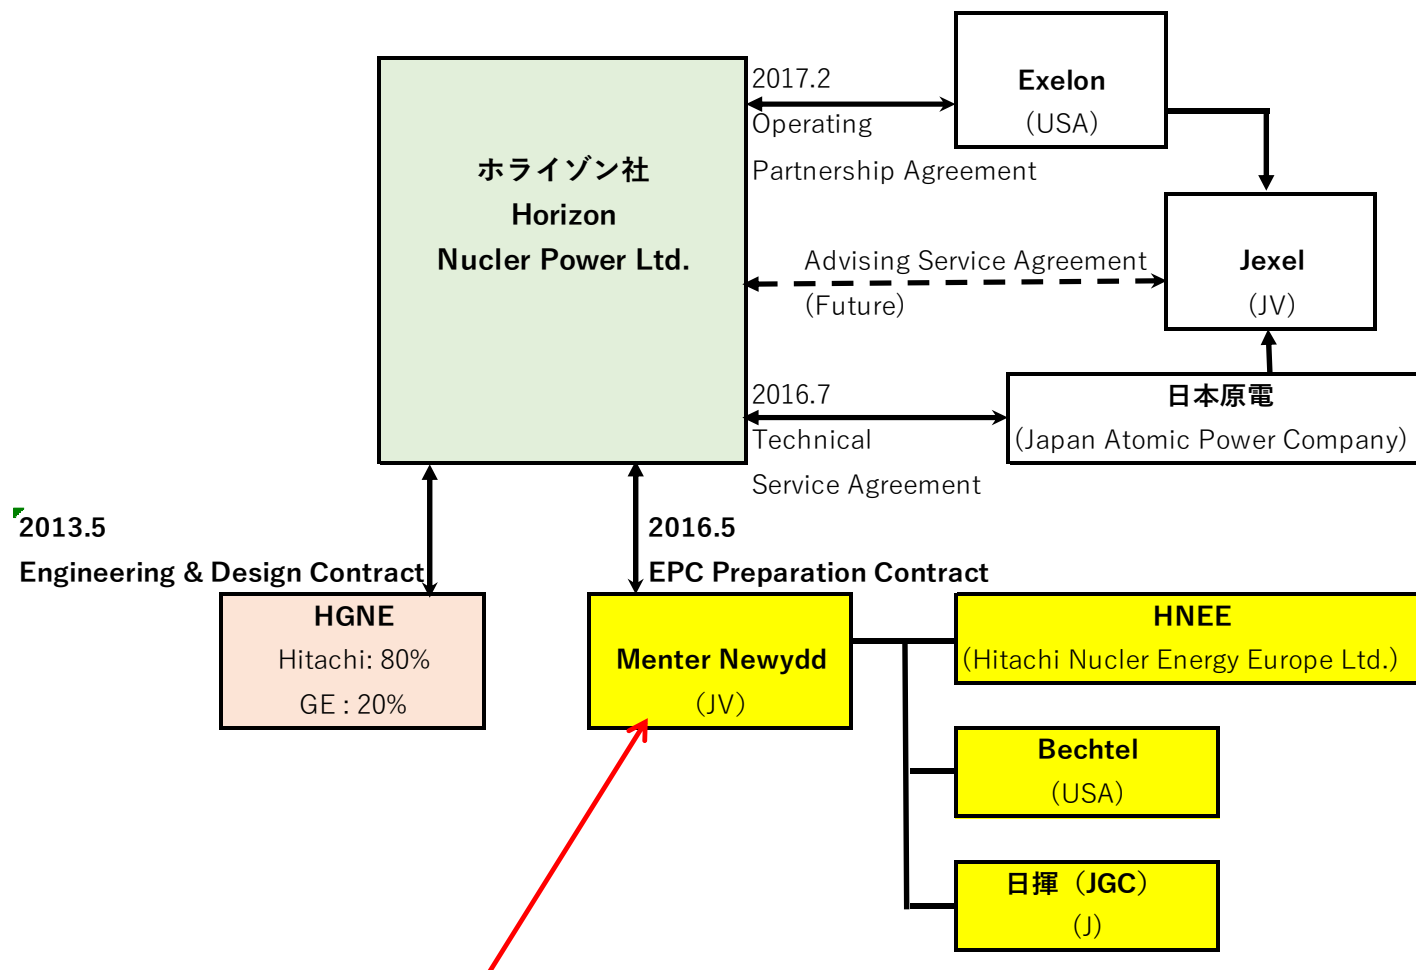 ホライゾン社
Horizon
Nucler Power Ltd.
2017.2
Operating
Partnership Agreement
Exelon
(USA)
Advising Service Agreement
(Future)
Jexel
(JV)
2016.7
Technical
Service Agreement
日本原電
(Japan Atomic Power Company)
2013.5
Engineering & Design Contract
2016.5
EPC Preparation Contract
HGNE
Hitachi: 80%
GE : 20%
Menter Newydd
(JV)
HNEE
(Hitachi Nucler Energy Europe Ltd.)
Bechtel
(USA)
日揮（JGC）
(J)